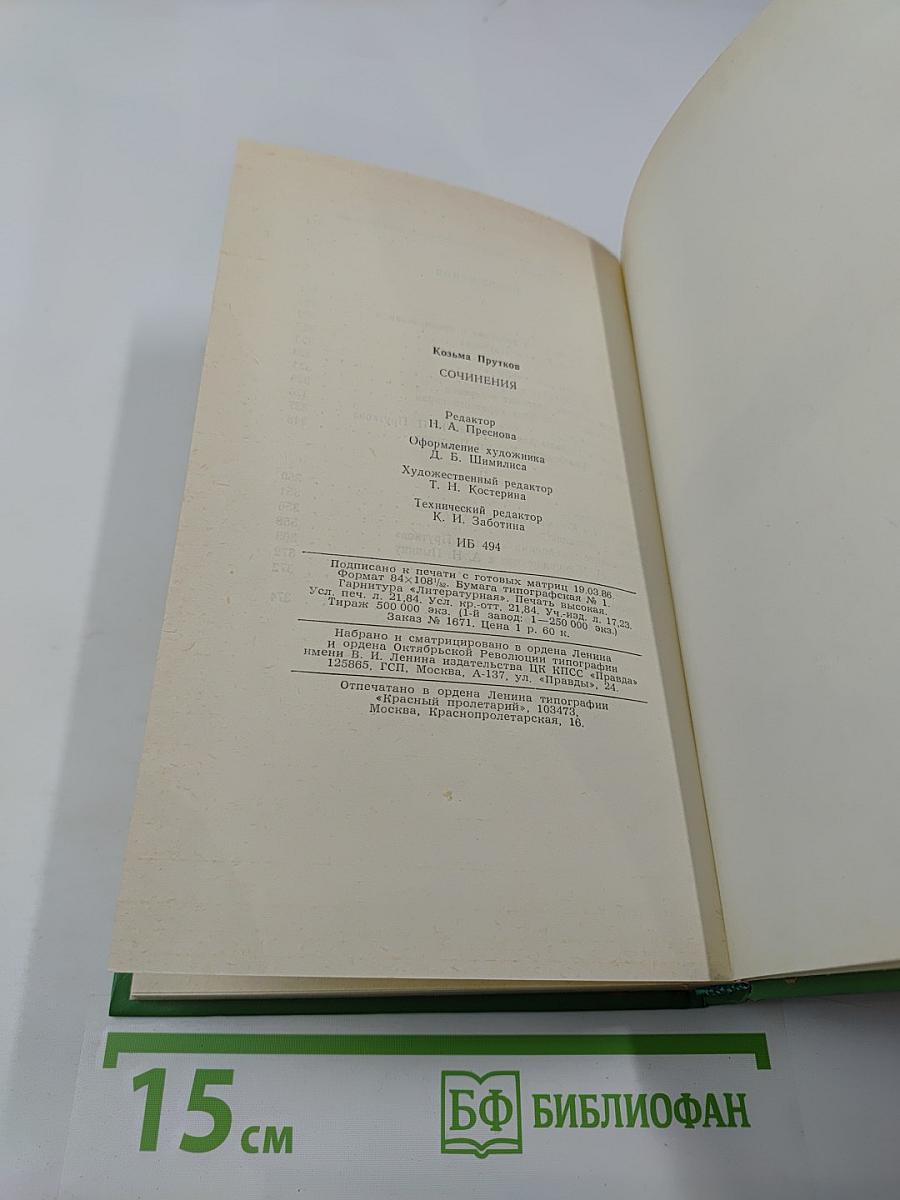 Козьма Прутков
СОЧИНЕНИЯ
Редактор
Н. А. Преснова
Оформление художника
Д. Б. Шимилиса
Художественный редактор
Т. Н. Костерина
Технический редактор
К. И. Заботина
ИБ 494
Подписано к печати с готовых матриц 19.03.86.
Формат 84×108¹/₃₂. Бумага типографская № 1.
Гарнитура «Литературная». Печать высокая.
Усл. печ. л. 21,84. Усл. кр.-отт. 21,84. Уч.-изд. л. 17,23.
Тираж 500 000 экз. (1-й завод: 1—250 000 экз.)
Заказ № 1671. Цена 1 р. 60 к.
Набрано и сматрицировано в ордена Ленина
и ордена Октябрьской Революции типографии
имени В. И. Ленина издательства ЦК КПСС «Правда»
125865, ГСП, Москва, А-137, ул. «Правды», 24.
Отпечатано в ордена Ленина типографии
«Красный пролетарий», 103473,
Москва, Краснопролетарская, 16.
15 см
БФ БИБЛИОФАН